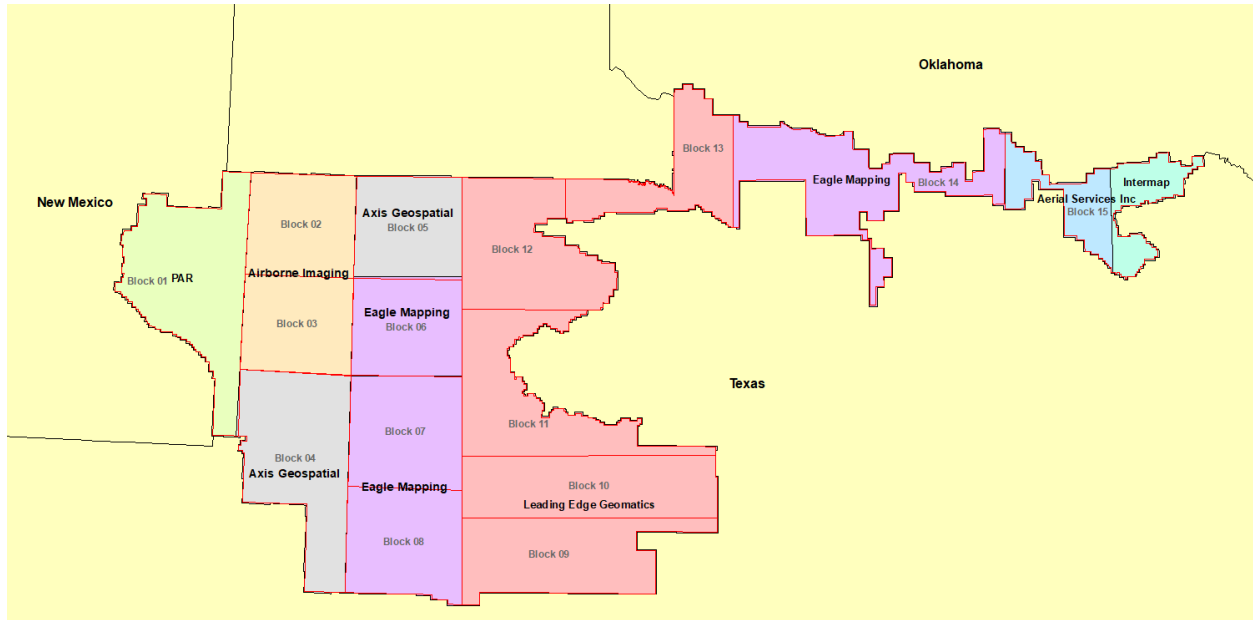 Oklahoma
Block 13
Eagle Mapping
Block 14
Intermap
Aerial Services Inc
Block 15
New Mexico
Block 01
PAR
Block 02
Airborne Imaging
Block 03
Axis Geospatial
Block 05
Eagle Mapping
Block 06
Block 12
Texas
Block 11
Block 07
Block 04
Axis Geospatial
Eagle Mapping
Block 08
Block 10
Leading Edge Geomatics
Block 09